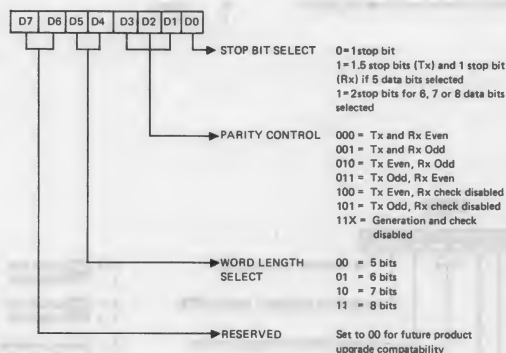 D7 D6 D5 D4 D3 D2 D1 D0
STOP BIT SELECT
0=1stop bit
1=1.5 stop bits (Tx) and 1 stop bit
(Rx) if 5 data bits selected
1=2stop bits for 6, 7 or 8 data bits
selected
PARITY CONTROL
000 = Tx and Rx Even
001 = Tx and Rx Odd
010 = Tx Even, Rx Odd
011 = Tx Odd, Rx Even
100 = Tx Even, Rx check disabled
101 = Tx Odd, Rx check disabled
11X = Generation and check
disabled
WORD LENGTH
SELECT
00 = 5 bits
01 = 6 bits
10 = 7 bits
11 = 8 bits
RESERVED
Set to 00 for future product
upgrade compatability